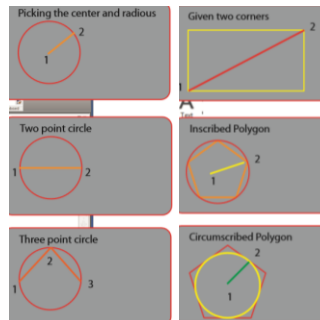 Picking the center and radious
2
1
Given two corners
2
1
Text
Two point circle
1
2
Inscribed Polygon
2
1
Three point circle
2
1
3
Circumscribed Polygon
2
1